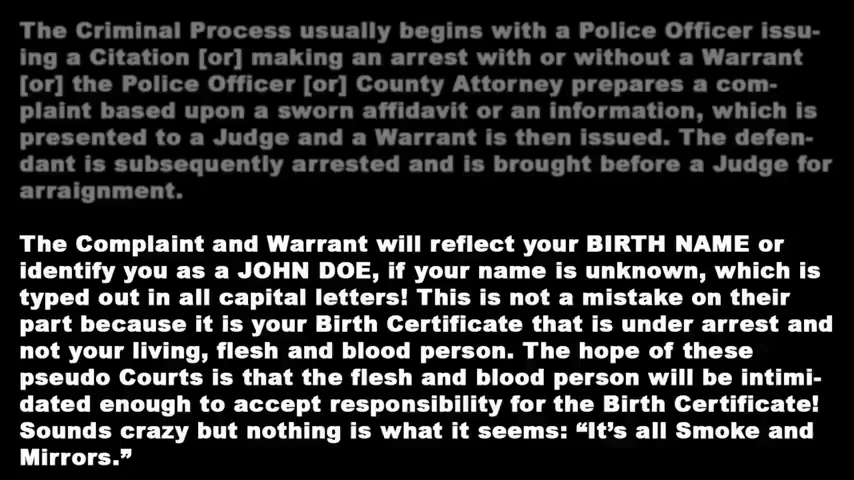 The Criminal Process usually begins with a Police Officer issu-
ing a Citation [or] making an arrest with or without a Warrant
[or] the Police Officer [or] County Attorney prepares a com-
plaint based upon a sworn affidavit or an information, which is
presented to a Judge and a Warrant is then issued. The defen-
dant is subsequently arrested and is brought before a Judge for
arraignment.
The Complaint and Warrant will reflect your BIRTH NAME or
identify you as a JOHN DOE, if your name is unknown, which is
typed out in all capital letters! This is not a mistake on their
part because it is your Birth Certificate that is under arrest and
not your living, flesh and blood person. The hope of these
pseudo Courts is that the flesh and blood person will be intimi-
dated enough to accept responsibility for the Birth Certificate!
Sounds crazy but nothing is what it seems: “It’s all Smoke and
Mirrors.”